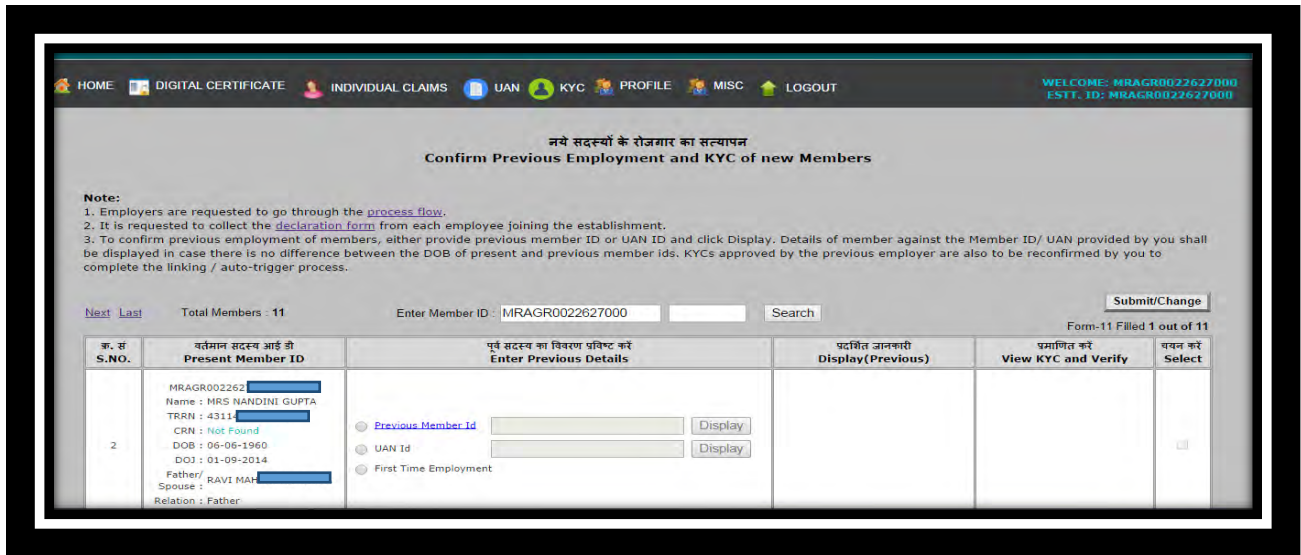 HOME DIGITAL CERTIFICATE INDIVIDUAL CLAIMS UAN KYC PROFILE MISC LOGOUT
WELCOME: MRAGR0022627000
ESTT. ID: MRAGR0022627000
नये सदस्यों के रोजगार का सत्यापन
Confirm Previous Employment and KYC of new Members
Note:
1. Employers are requested to go through the process flow.
2. It is requested to collect the declaration form from each employee joining the establishment.
3. To confirm previous employment of members, either provide previous member ID or UAN ID and click Display. Details of member against the Member ID/ UAN provided by you shall
be displayed in case there is no difference between the DOB of present and previous member ids. KYCs approved by the previous employer are also to be reconfirmed by you to
complete the linking / auto-trigger process.
Submit/Change
Next Last Total Members : 11 Enter Member ID : MRAGR0022627000 Search
Form-11 Filled 1 out of 11
क्र. सं वर्तमान सदस्य आई डी पूर्व सदस्य का विवरण प्रविष्ट करें प्रदर्शित जानकारी प्रमाणित करें चयन करें
S.NO. Present Member ID Enter Previous Details Display(Previous) View KYC and Verify Select
MRAGR002262
Name : MRS NANDINI GUPTA
TRRN : 43114
CRN : Not Found
Previous Member Id Display
2 DOB : 06-06-1960
UAN Id Display
DOJ : 01-09-2014
First Time Employment
Father/
Spouse : RAVI MAH
Relation : Father